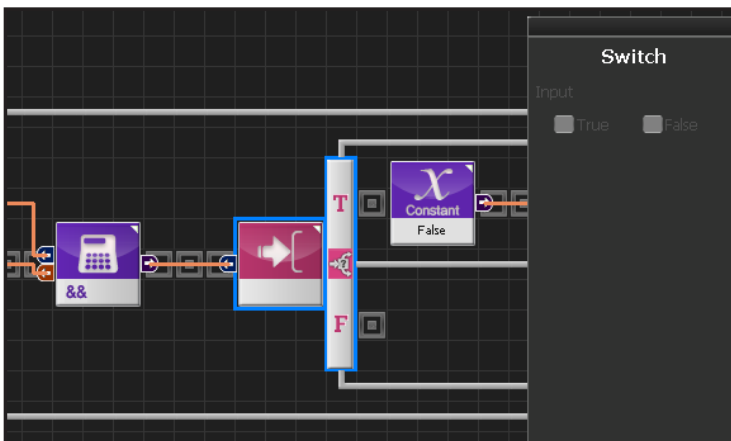 Switch
Input
True False
T
X
Constant
False
&&
?
F